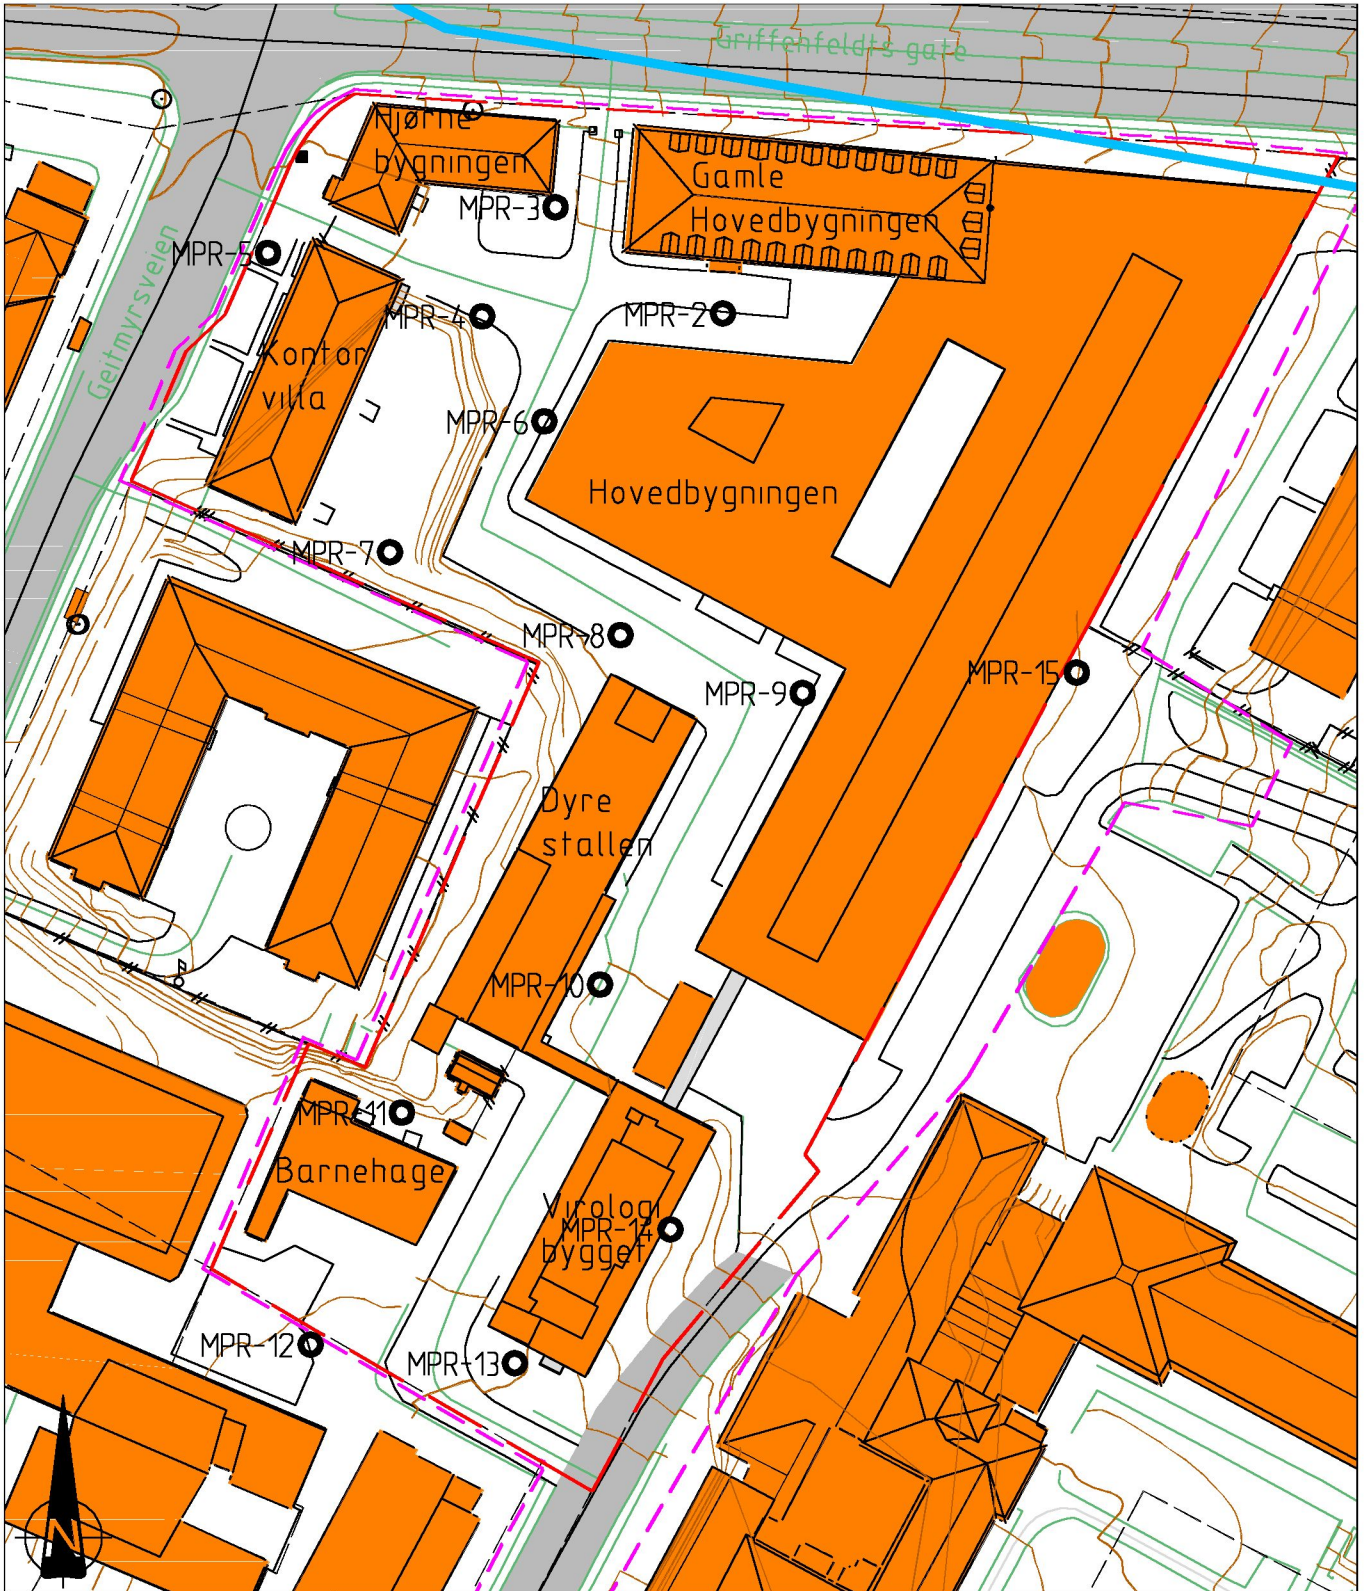 Griffenfeldts gate
Hjørne
bygningen
Gamle
Hovedbygningen
MPR-3
MPR-5
Geitmyrsveien
MPR-4
MPR-2
Kontor
villa
MPR-6
Hovedbygningen
MPR-7
MPR-8
MPR-9
MPR-15
Dyre
stallen
MPR-10
MPR-11
Barnehage
Virologi
MPR-14
bygget
MPR-12
MPR-13
N